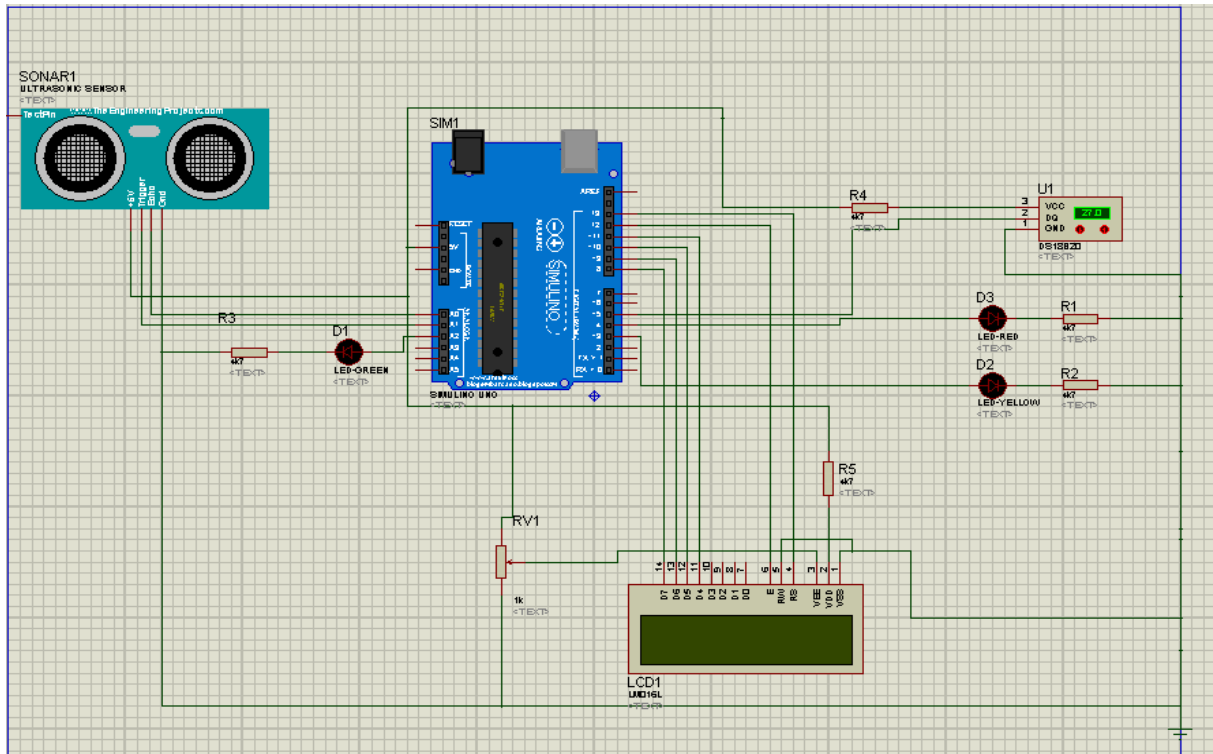 SONAR1
ULTRASONIC SENSOR
<TEXT>
TestPin
www.TheEngineeringProjects.com
+5V
Trigger
Echo
Gnd
SIM1
AREF
13
12
~11
~10
~9
8
RESET
5V
GND
POWER
ARDUINO
SIMULINO
7
~6
~5
4
~3
2
A0
A1
A2
A3
A4
A5
SIMULINO UNO
<TEXT>
R3
4k7
<TEXT>
D1
LED-GREEN
<TEXT>
R4
4k7
<TEXT>
U1
3
2
1
VCC
DQ
GND
27.0
DS18B20
<TEXT>
D3
LED-RED
<TEXT>
R1
4k7
<TEXT>
D2
LED-YELLOW
<TEXT>
R2
4k7
<TEXT>
R5
4k7
<TEXT>
RV1
1k
<TEXT>
14 13 12 11 10 9 8 7 6 5 4 3 2 1
D7 D6 D5 D4 D3 D2 D1 D0 E RW RS VEE VDD VSS
LCD1
LM016L
<TEXT>